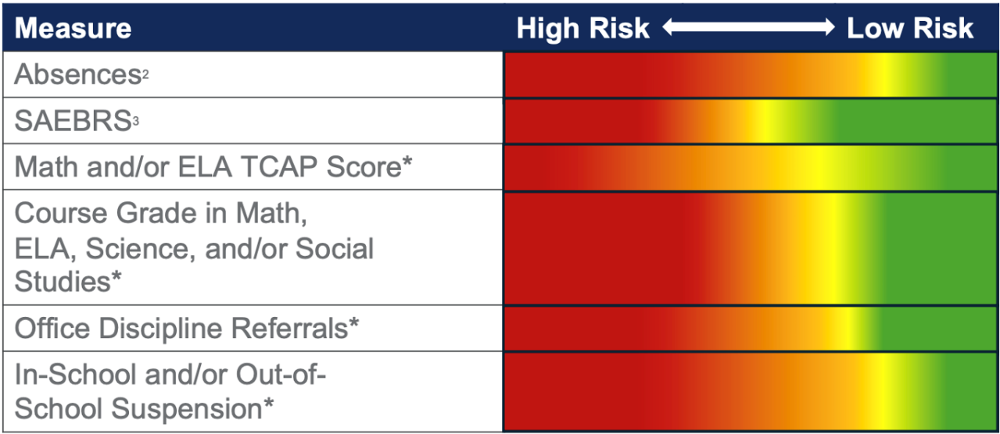 Measure
High Risk Low Risk
Absences²
SAEBRS³
Math and/or ELA TCAP Score*
Course Grade in Math,
ELA, Science, and/or Social
Studies*
Office Discipline Referrals*
In-School and/or Out-of-
School Suspension*